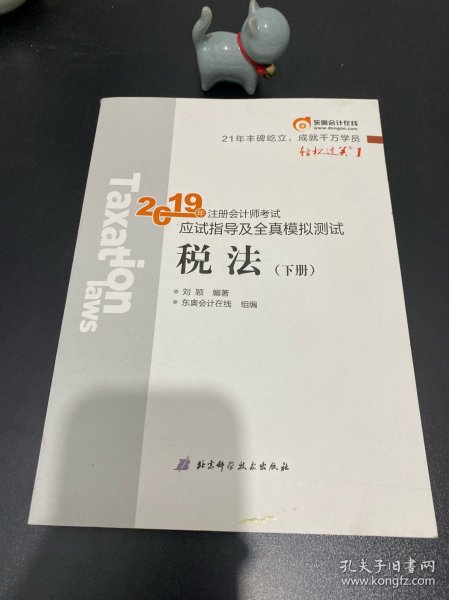 东奥会计在线
www.dongao.com
21年丰碑屹立，成就千万学员
轻松过关®1
Taxation
laws
2019年注册会计师考试
应试指导及全真模拟测试
税法（下册）
刘颖 编著
东奥会计在线 组编
北京科学技术出版社
孔夫子旧书网
www.kongfz.com